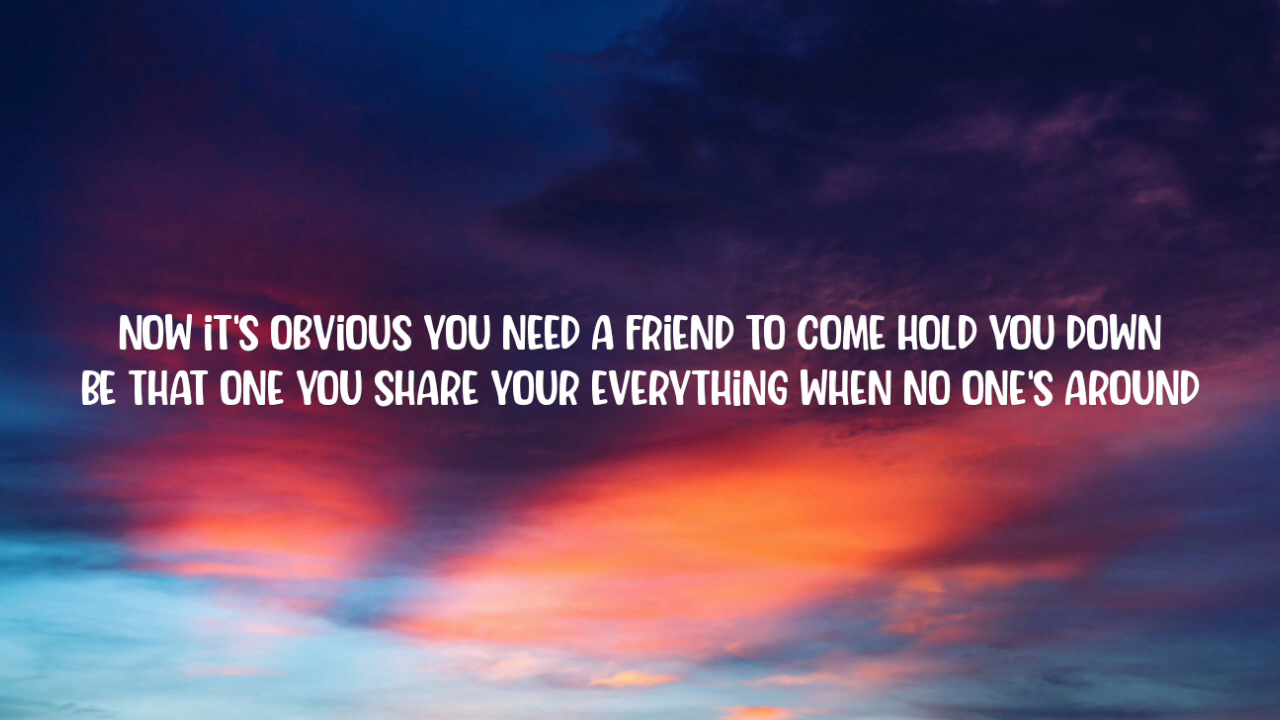 NOW iT'S OBViOUS YOU NEED A FRiEND TO COME HOLD YOU DOWN
BE THAT ONE YOU SHARE YOUR EVERYTHiNG WHEN NO ONE'S AROUND